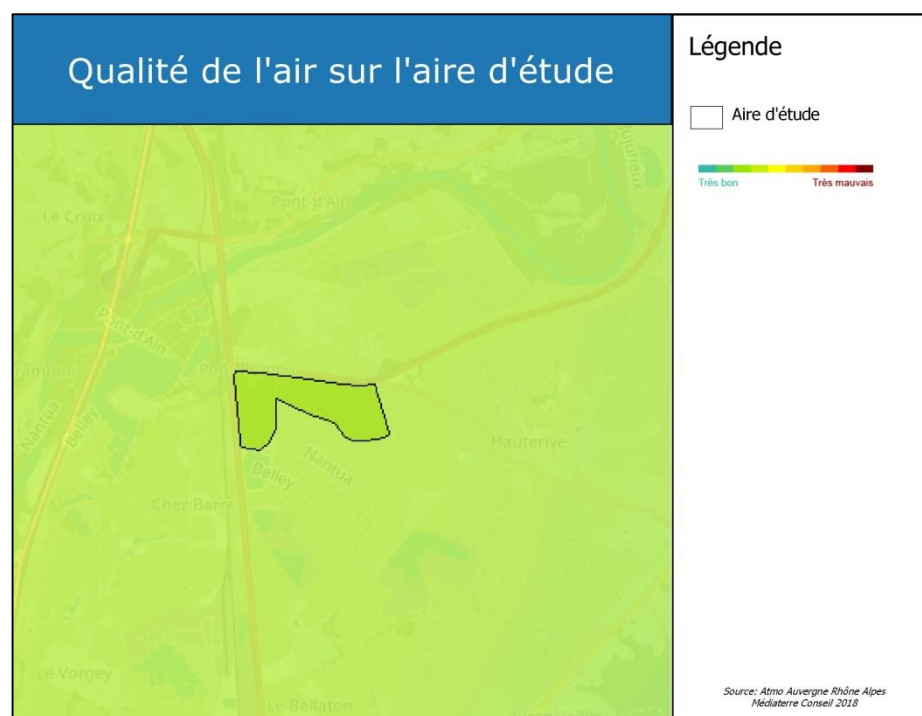 Qualité de l'air sur l'aire d'étude
Légende
Aire d'étude
Très bon
Très mauvais
Jujurieux
Pont-d'Ain
Le Cruix
Pont-d'Ain
Nantua
Belley
Hauterive
Nantua
Belley
Chez Barre
Le Vorgey
Le Bellaton
Source: Atmo Auvergne Rhône Alpes
Médiaterre Conseil 2018